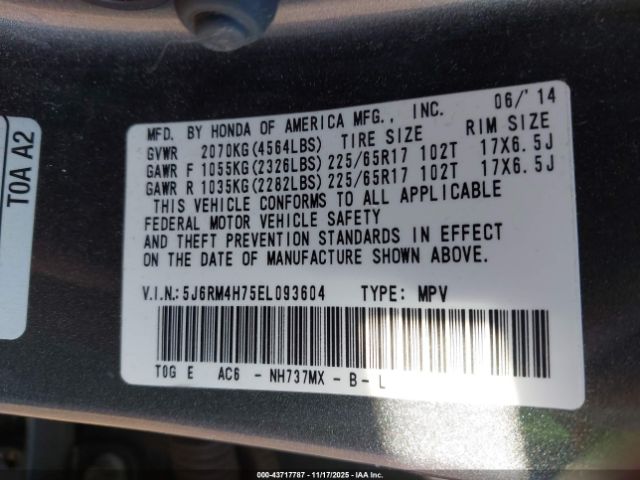 MFD. BY HONDA OF AMERICA MFG., INC. 06/'14
GVWR 2070KG(4564LBS) TIRE SIZE RIM SIZE
GAWR F 1055KG(2326LBS) 225/65R17 102T 17X6.5J
GAWR R 1035KG(2282LBS) 225/65R17 102T 17X6.5J
THIS VEHICLE CONFORMS TO ALL APPLICABLE
FEDERAL MOTOR VEHICLE SAFETY
AND THEFT PREVENTION STANDARDS IN EFFECT
ON THE DATE OF MANUFACTURE SHOWN ABOVE.
V.I.N.:5J6RM4H75EL093604 TYPE: MPV
T0G E AC6 - NH737MX - B - L
T0A A2
000-43717787 - 11/17/2025 - IAAI.COM